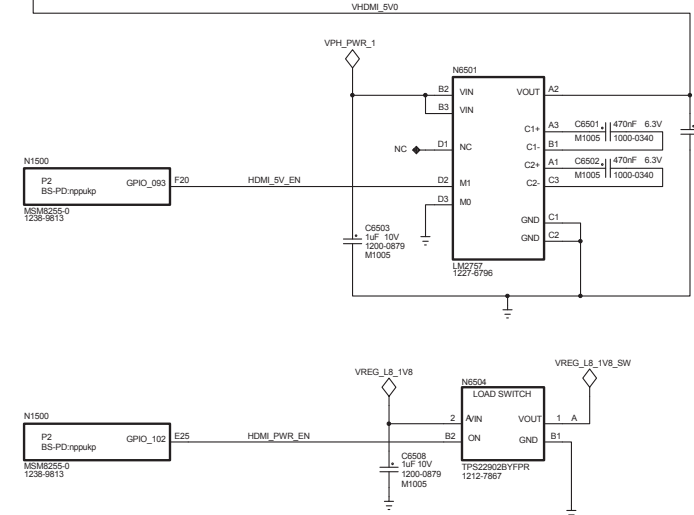 VHDMI_5V0
VPH_PWR_1
N6501
B2 VIN VOUT A2
B3 VIN
C1+ A3 C6501 470nF 6.3V
C1- B1 M1005 1000-0340
NC D1 NC
C2+ A1 C6502 470nF 6.3V
C2- C3 M1005 1000-0340
N1500
P2
BS-PD:nppukp
GPIO_093 F20 HDMI_5V_EN D2 M1
D3 M0
MSM8255-0
1238-9813
GND C1
GND C2
C6503
1uF 10V
1200-0879
M1005
LM2757
1227-6796
VREG_L8_1V8
VREG_L8_1V8_SW
N6504
LOAD SWITCH
2 A VIN VOUT 1 A
N1500
P2
BS-PD:nppukp
GPIO_102 E25 HDMI_PWR_EN B2 ON GND B1
MSM8255-0
1238-9813
C6508
1uF 10V
1200-0879
M1005
TPS22902BYFPR
1212-7867